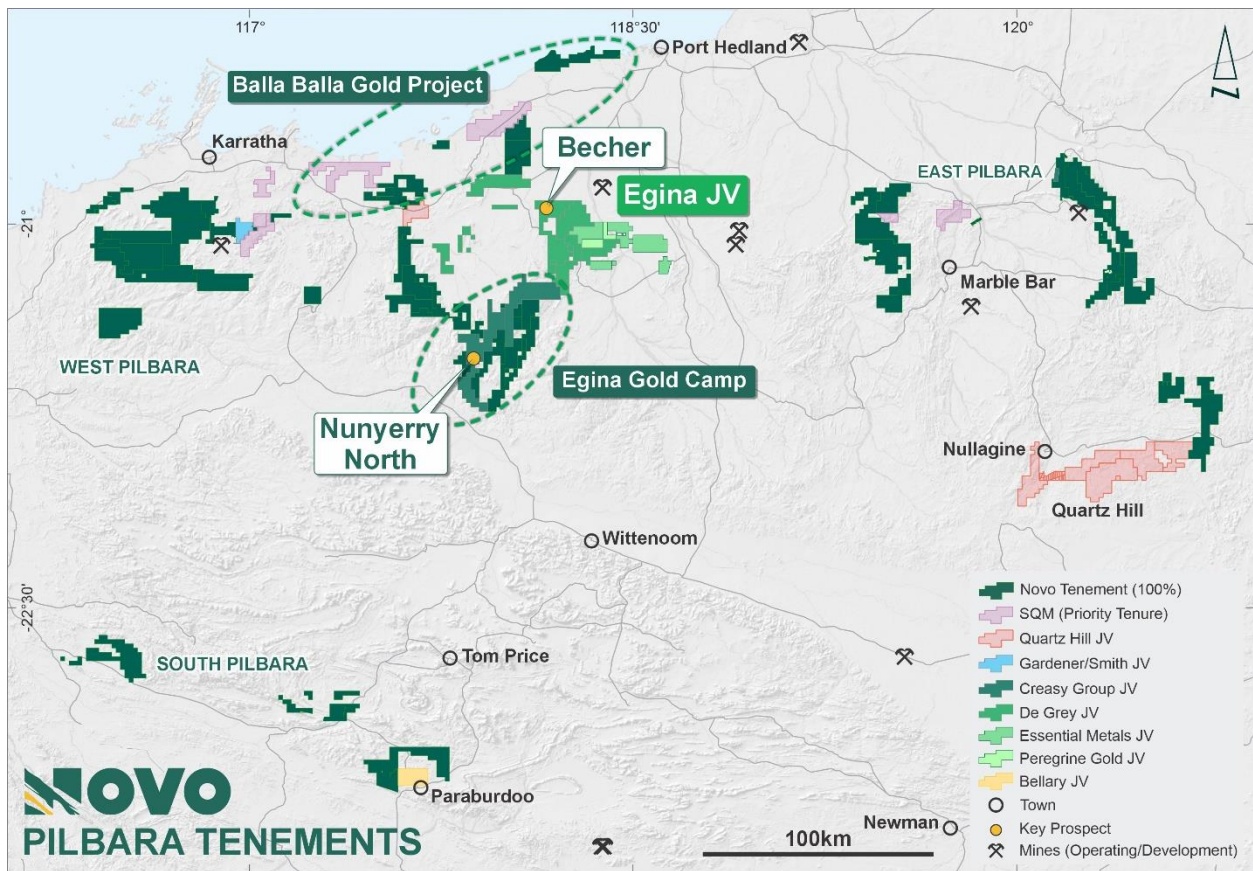 117°
118°30'
120°
Port Hedland
Balla Balla Gold Project
Z
Karratha
Becher
Egina JV
EAST PILBARA
-21°
Marble Bar
WEST PILBARA
Egina Gold Camp
Nunyerry
North
Nullagine
Quartz Hill
Wittenoom
-22°30
SOUTH PILBARA
Tom Price
Paraburdoo
Newman
100km
Novo Tenement (100%)
SQM (Priority Tenure)
Quartz Hill JV
Gardener/Smith JV
Creasy Group JV
De Grey JV
Essential Metals JV
Peregrine Gold JV
Bellary JV
Town
Key Prospect
Mines (Operating/Development)
NOVO
PILBARA TENEMENTS